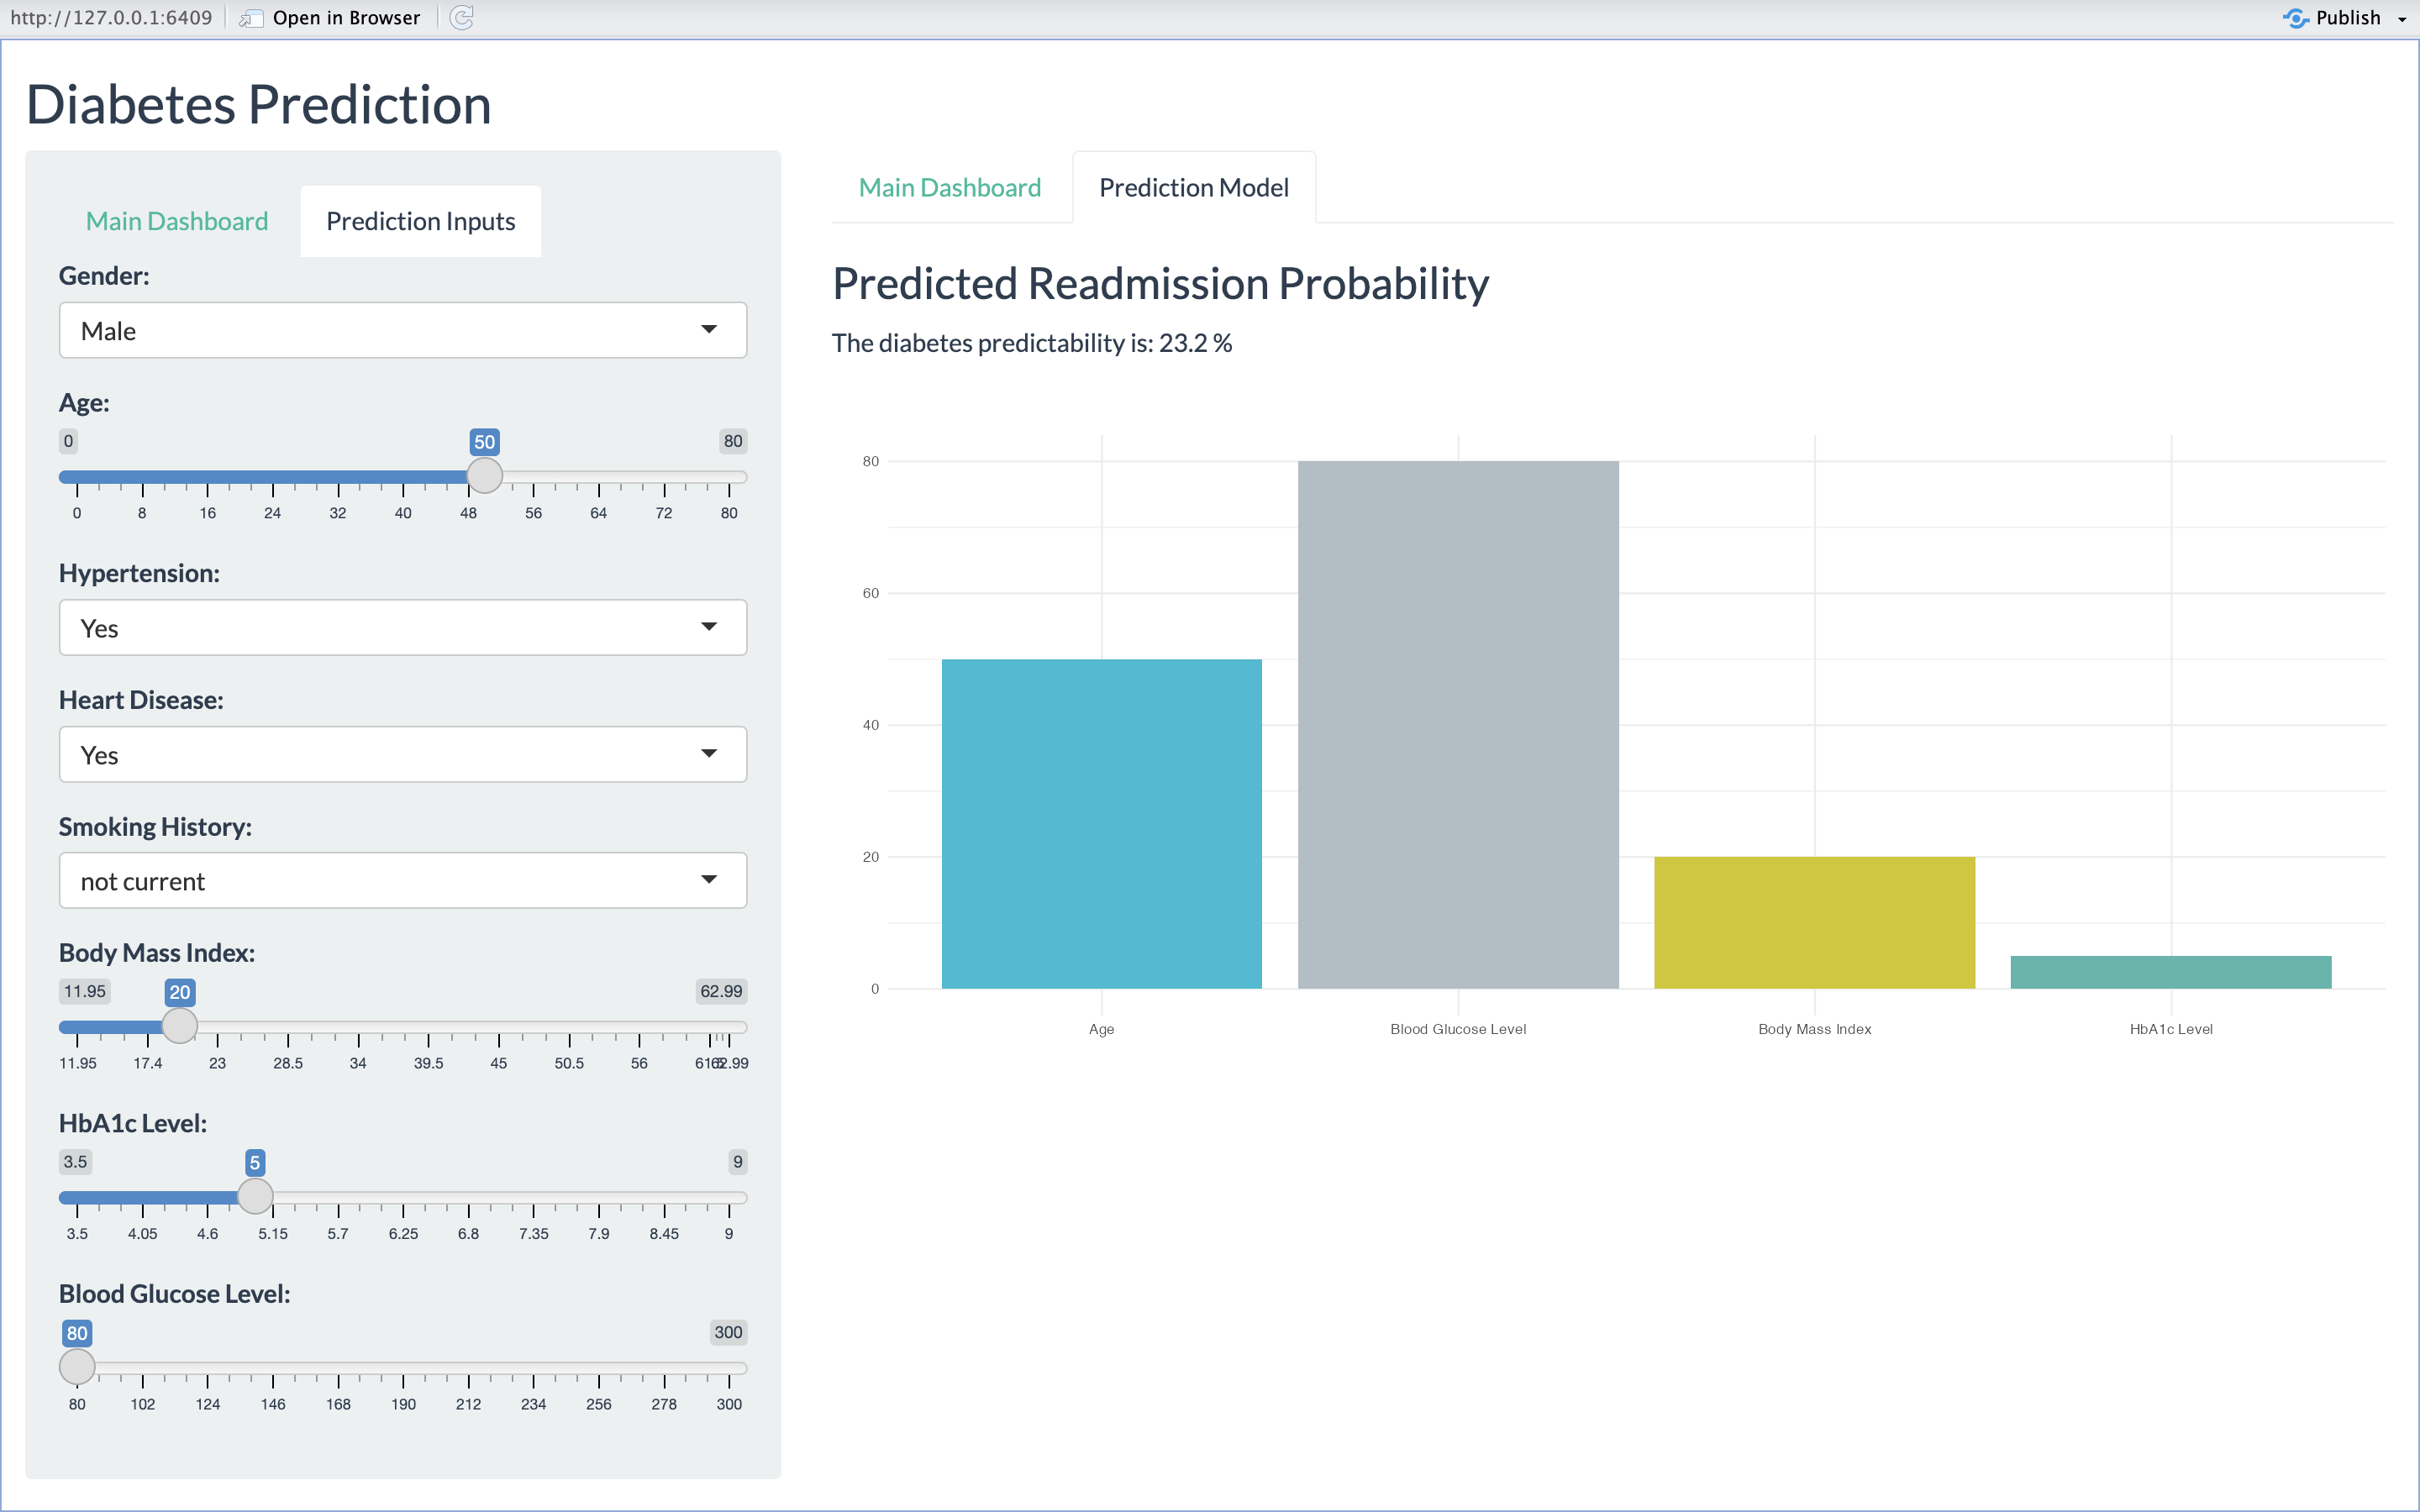 http://127.0.0.1:6409 Open in Browser Publish
Diabetes Prediction
Main Dashboard Prediction Inputs
Gender:
Male
Age:
0 50 80
0 8 16 24 32 40 48 56 64 72 80
Hypertension:
Yes
Heart Disease:
Yes
Smoking History:
not current
Body Mass Index:
11.95 20 62.99
11.95 17.4 23 28.5 34 39.5 45 50.5 56 61.5 62.99
HbA1c Level:
3.5 5 9
3.5 4.05 4.6 5.15 5.7 6.25 6.8 7.35 7.9 8.45 9
Blood Glucose Level:
80 300
80 102 124 146 168 190 212 234 256 278 300
Main Dashboard Prediction Model
Predicted Readmission Probability
The diabetes predictability is: 23.2 %
80
60
40
20
0
Age Blood Glucose Level Body Mass Index HbA1c Level